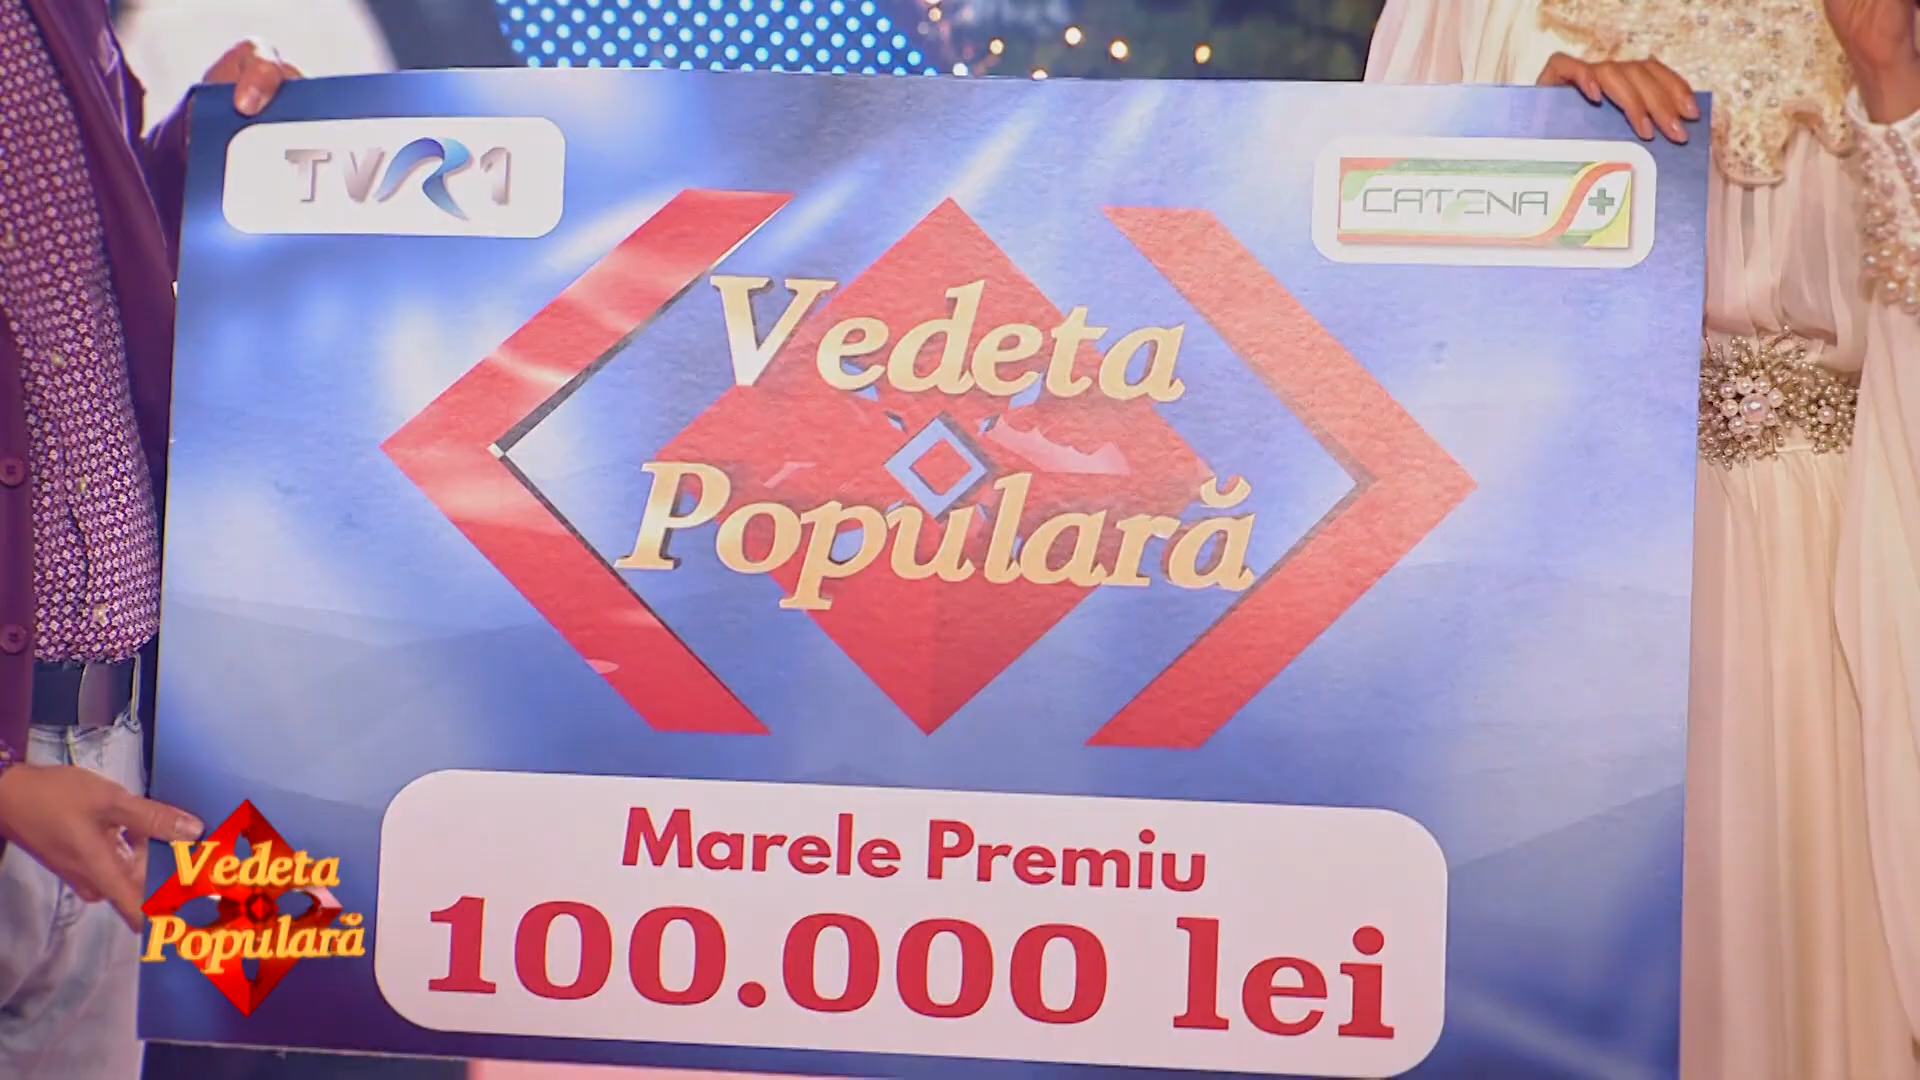 TVR1
CATENA
Vedeta
Populară
Marele Premiu
100.000 lei
Vedeta
Populară